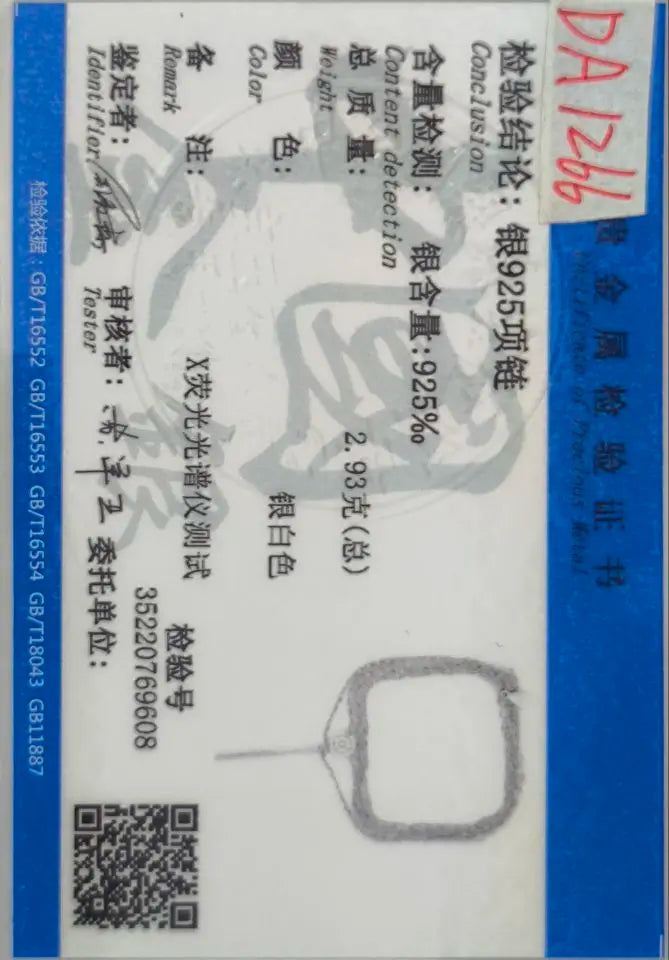 DA1266
贵金属检验证书
Certificate of Precious Metal
检验结论：银925项链
Conclusion
含量检测：银含量:925‰
Content detection
总质量：2.93克(总)
Weight
颜色：银白色
Color
备注：X荧光光谱仪测试
Remark
检验号
35220769608
鉴定者：
Identifier
审核者：
Tester
委托单位：
检验依据：GB/T16552 GB/T16553 GB/T16554 GB/T18043 GB11887